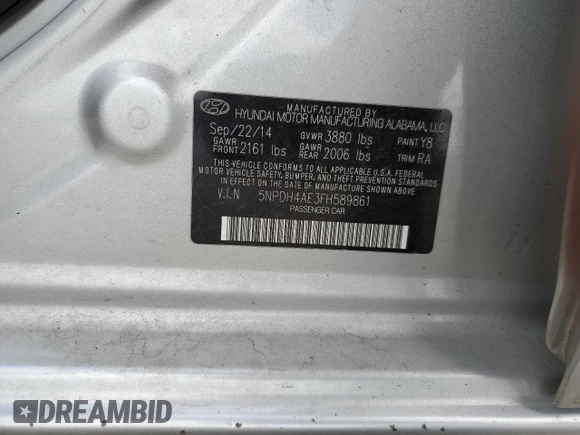 MANUFACTURED BY
HYUNDAI MOTOR MANUFACTURING ALABAMA, LLC
Sep/22/14 GVWR 3880 lbs PAINT Y8
GAWR FRONT 2161 lbs GAWR REAR 2006 lbs TRIM RA
THIS VEHICLE CONFORMS TO ALL APPLICABLE U.S.A. FEDERAL
MOTOR VEHICLE SAFETY, BUMPER, AND THEFT PREVENTION STANDARDS
IN EFFECT ON THE DATE OF MANUFACTURE SHOWN ABOVE.
V.I.N 5NPDH4AE3FH589861
PASSENGER CAR
DREAMBID